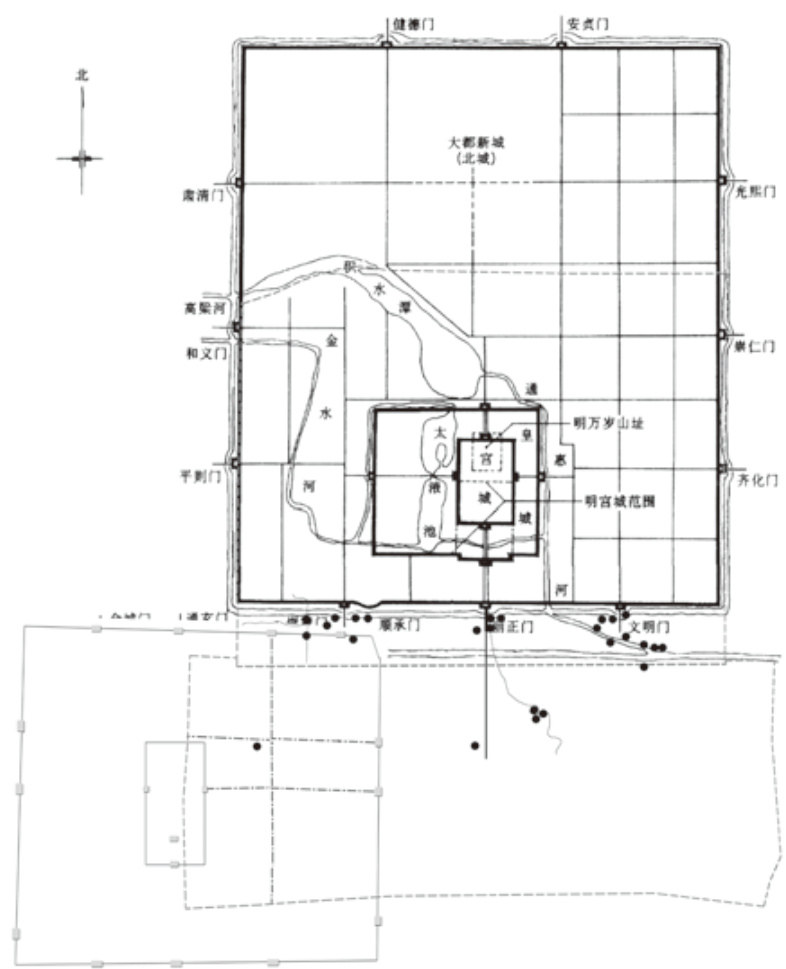 健德门
安贞门
北
大都新城
(北城)
肃清门
光熙门
积
水
潭
高梁河
和义门
金
水
河
崇仁门
通
惠
河
太
液
池
皇
城
宫
城
明万岁山址
明宫城范围
平则门
齐化门
顺承门
丽正门
文明门